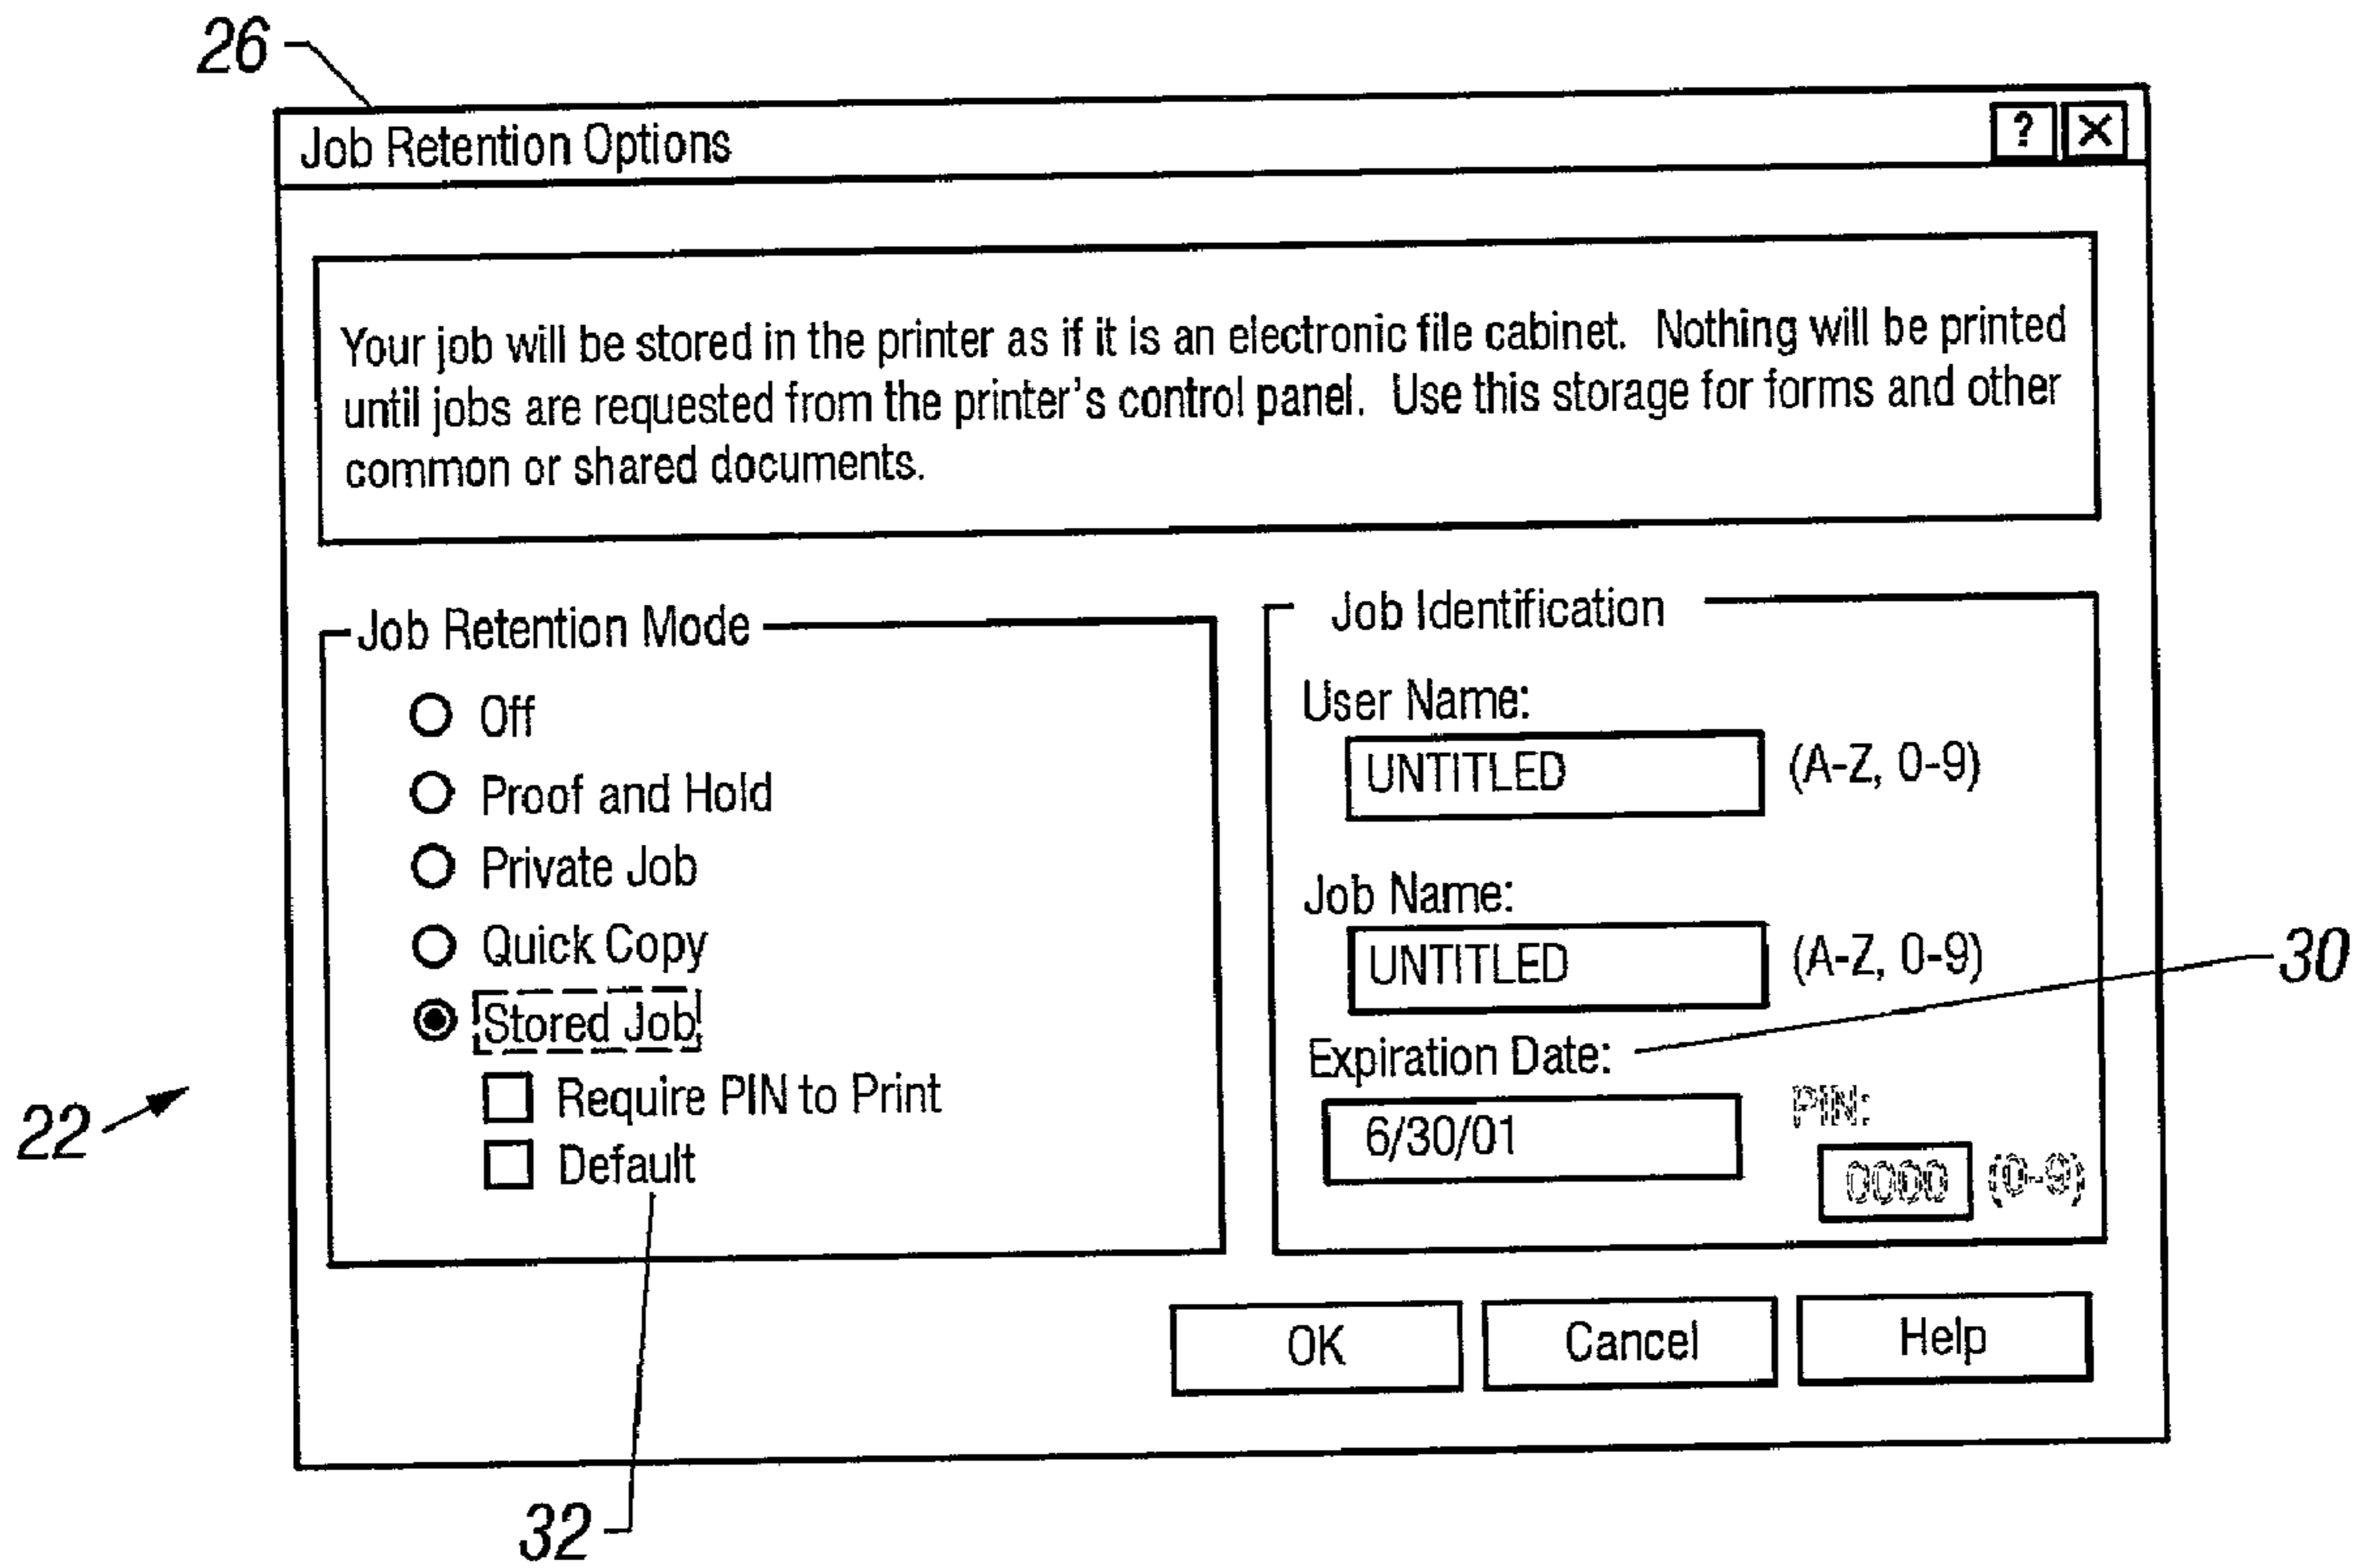 26
Job Retention Options
? X
Your job will be stored in the printer as if it is an electronic file cabinet. Nothing will be printed
until jobs are requested from the printer's control panel. Use this storage for forms and other
common or shared documents.
Job Retention Mode
Off
Proof and Hold
Private Job
Quick Copy
Stored Job
Require PIN to Print
Default
Job Identification
User Name:
UNTITLED (A-Z, 0-9)
Job Name:
UNTITLED (A-Z, 0-9)
30
Expiration Date:
6/30/01
PIN:
0000 (0-9)
22
OK Cancel Help
32